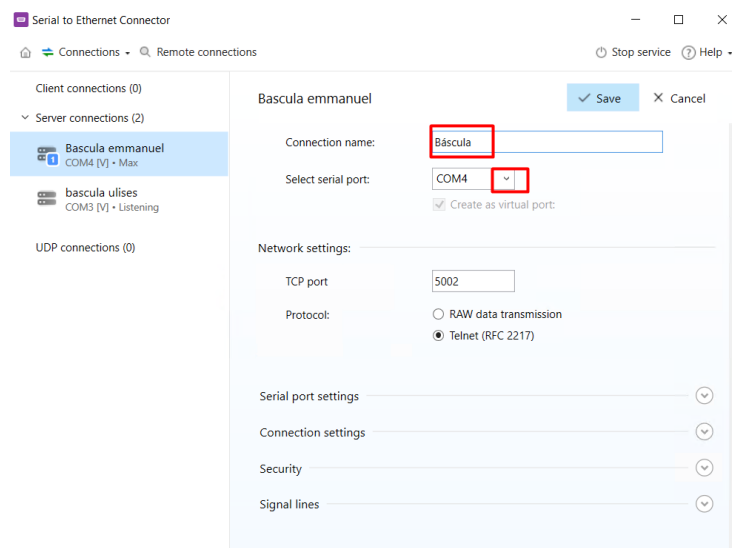 Serial to Ethernet Connector
Connections Remote connections Stop service ? Help
Client connections (0)
Server connections (2)
1 Bascula emmanuel
COM4 [V] • Max
bascula ulises
COM3 [V] • Listening
UDP connections (0)
Bascula emmanuel Save Cancel
Connection name: Báscula
Select serial port: COM4
Create as virtual port:
Network settings:
TCP port 5002
Protocol: RAW data transmission
Telnet (RFC 2217)
Serial port settings
Connection settings
Security
Signal lines